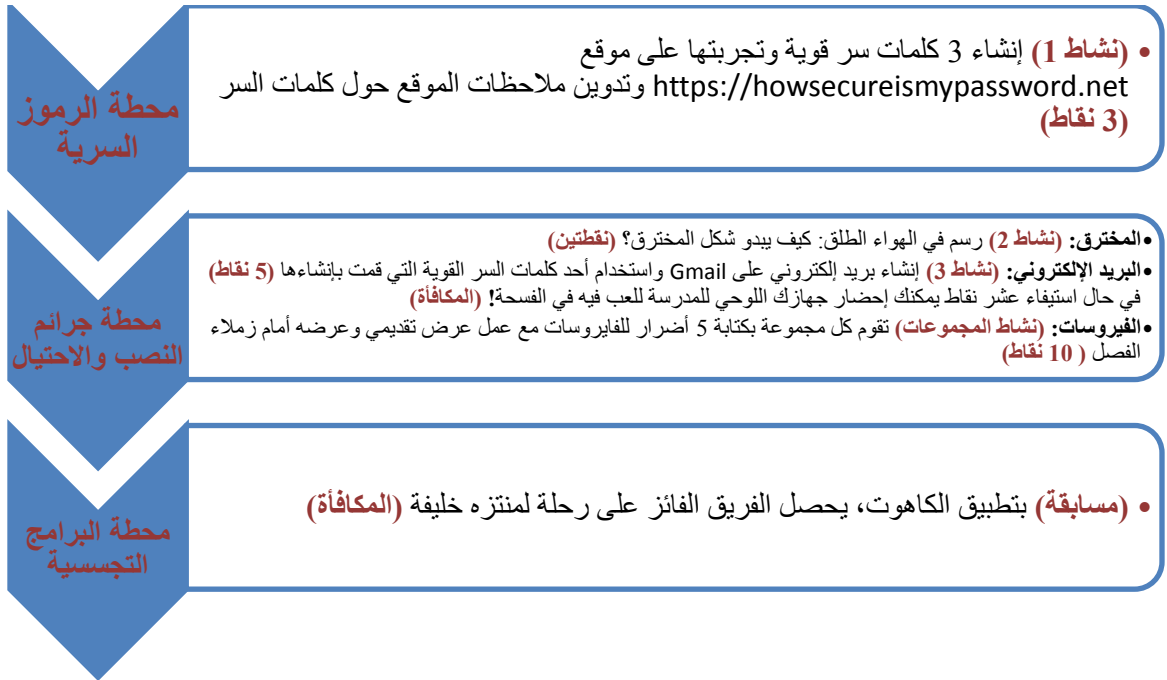 محطة الرموز
السرية
• (نشاط 1) إنشاء 3 كلمات سر قوية وتجربتها على موقع
https://howsecureismypassword.net وتدوين ملاحظات الموقع حول كلمات السر
(3 نقاط)
محطة جرائم
النصب والاحتيال
•المخترق: (نشاط 2) رسم في الهواء الطلق: كيف يبدو شكل المخترق؟ (نقطتين)
•البريد الإلكتروني: (نشاط 3) إنشاء بريد إلكتروني على Gmail واستخدام أحد كلمات السر القوية التي قمت بإنشاءها (5 نقاط)
في حال استيفاء عشر نقاط يمكنك إحضار جهازك اللوحي للمدرسة للعب فيه في الفسحة! (المكافأة)
•الفيروسات: (نشاط المجموعات) تقوم كل مجموعة بكتابة 5 أضرار للفايروسات مع عمل عرض تقديمي وعرضه أمام زملاء
الفصل ( 10 نقاط)
محطة البرامج
التجسسية
• (مسابقة) بتطبيق الكاهوت، يحصل الفريق الفائز على رحلة لمنتزه خليفة (المكافأة)